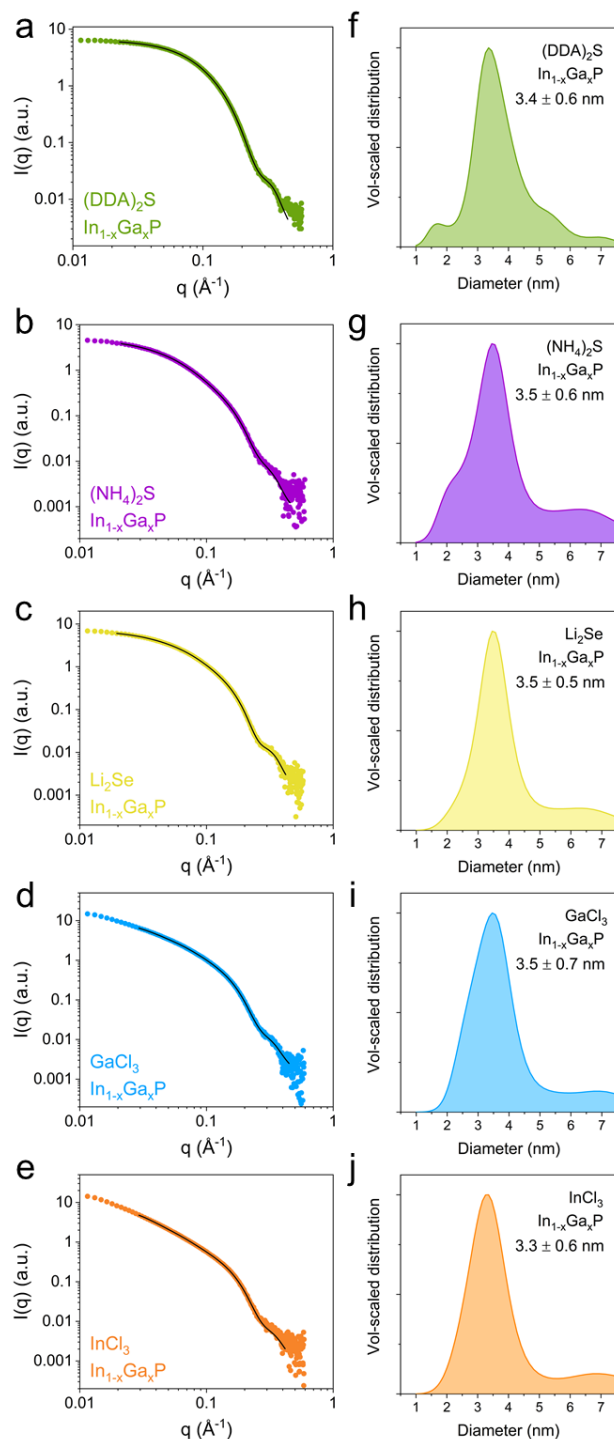 a
I(q) (a.u.)
10
1
0.1
0.01
(DDA)₂S
In₁₋ₓGaₓP
0.01
0.1
1
q (Å⁻¹)
f
Vol-scaled distribution
(DDA)₂S
In₁₋ₓGaₓP
3.4 ± 0.6 nm
1 2 3 4 5 6 7
Diameter (nm)
b
I(q) (a.u.)
10
1
0.1
0.01
0.001
(NH₄)₂S
In₁₋ₓGaₓP
0.01
0.1
1
q (Å⁻¹)
g
Vol-scaled distribution
(NH₄)₂S
In₁₋ₓGaₓP
3.5 ± 0.6 nm
1 2 3 4 5 6 7
Diameter (nm)
c
I(q) (a.u.)
10
1
0.1
0.01
0.001
Li₂Se
In₁₋ₓGaₓP
0.01
0.1
1
q (Å⁻¹)
h
Vol-scaled distribution
Li₂Se
In₁₋ₓGaₓP
3.5 ± 0.5 nm
1 2 3 4 5 6 7
Diameter (nm)
d
I(q) (a.u.)
10
1
0.1
0.01
0.001
GaCl₃
In₁₋ₓGaₓP
0.01
0.1
1
q (Å⁻¹)
i
Vol-scaled distribution
GaCl₃
In₁₋ₓGaₓP
3.5 ± 0.7 nm
1 2 3 4 5 6 7
Diameter (nm)
e
I(q) (a.u.)
10
1
0.1
0.01
0.001
InCl₃
In₁₋ₓGaₓP
0.01
0.1
1
q (Å⁻¹)
j
Vol-scaled distribution
InCl₃
In₁₋ₓGaₓP
3.3 ± 0.6 nm
1 2 3 4 5 6 7
Diameter (nm)